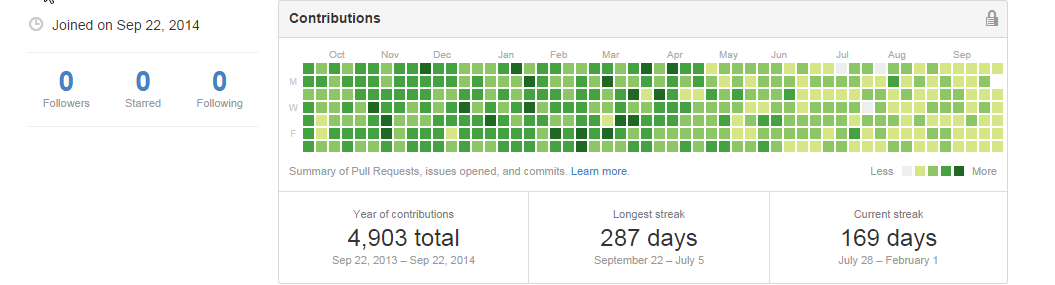 Joined on Sep 22, 2014
0 0 0
Followers Starred Following
Contributions
Oct Nov Dec Jan Feb Mar Apr May Jun Jul Aug Sep
M
W
F
Summary of Pull Requests, issues opened, and commits. Learn more.
Less More
Year of contributions
4,903 total
Sep 22, 2013 – Sep 22, 2014
Longest streak
287 days
September 22 – July 5
Current streak
169 days
July 28 – February 1